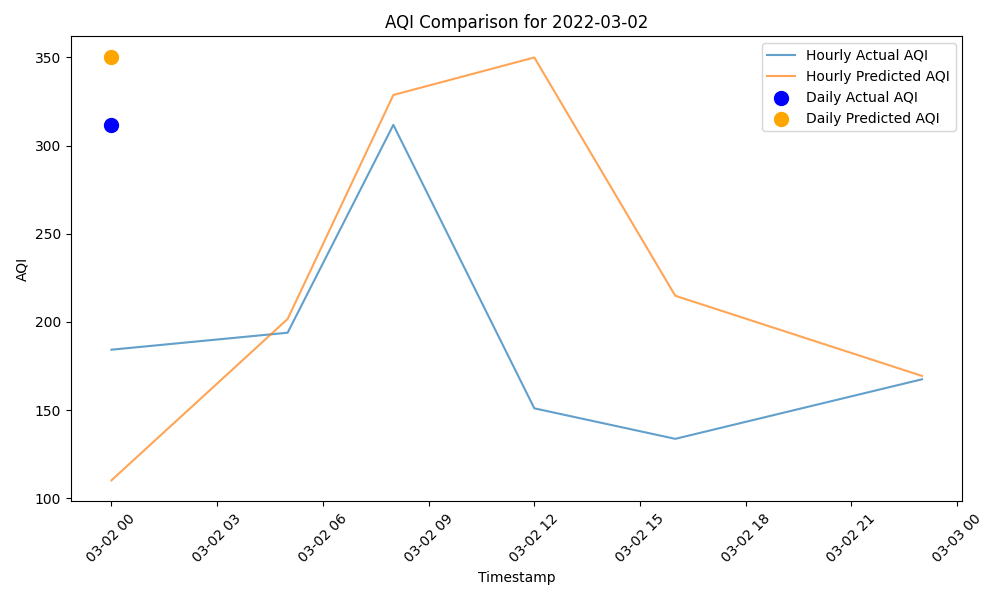 AQI Comparison for 2022-03-02
Hourly Actual AQI
Hourly Predicted AQI
Daily Actual AQI
Daily Predicted AQI
AQI
350
300
250
200
150
100
03-02 00
03-02 03
03-02 06
03-02 09
03-02 12
03-02 15
03-02 18
03-02 21
03-03 00
Timestamp